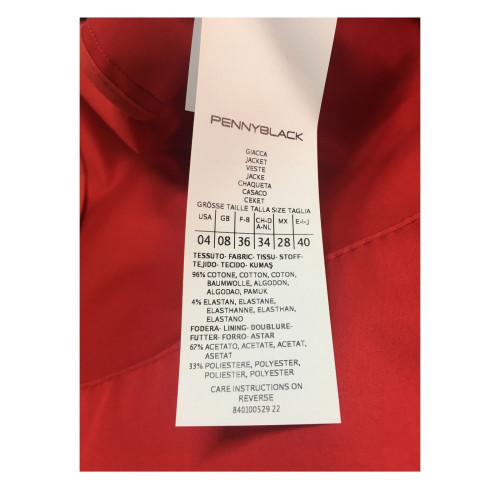 PENNYBLACK
GIACCA
JACKET
VESTE
JACKE
CHAQUETA
CASACO
CEKET
GRÖSSE TAILLE TALLA SIZE TAGLIA
USA GB F-B CH-D A-NL MX E-I-J
04 08 36 34 28 40
TESSUTO- FABRIC- TISSU- STOFF-
TEJIDO- TECIDO- KUMAŞ
96% COTONE, COTTON, COTON,
BAUMWOLLE, ALGODON,
ALGODAO, PAMUK
4% ELASTAN, ELASTANE,
ELASTHANNE, ELASTHAN,
ELASTANO
FODERA- LINING- DOUBLURE-
FUTTER- FORRO- ASTAR
67% ACETATO, ACETATE, ACETAT,
ASETAT
33% POLIESTERE, POLYESTER,
POLIESTER, POLYESTER
CARE INSTRUCTIONS ON
REVERSE
840100529 22